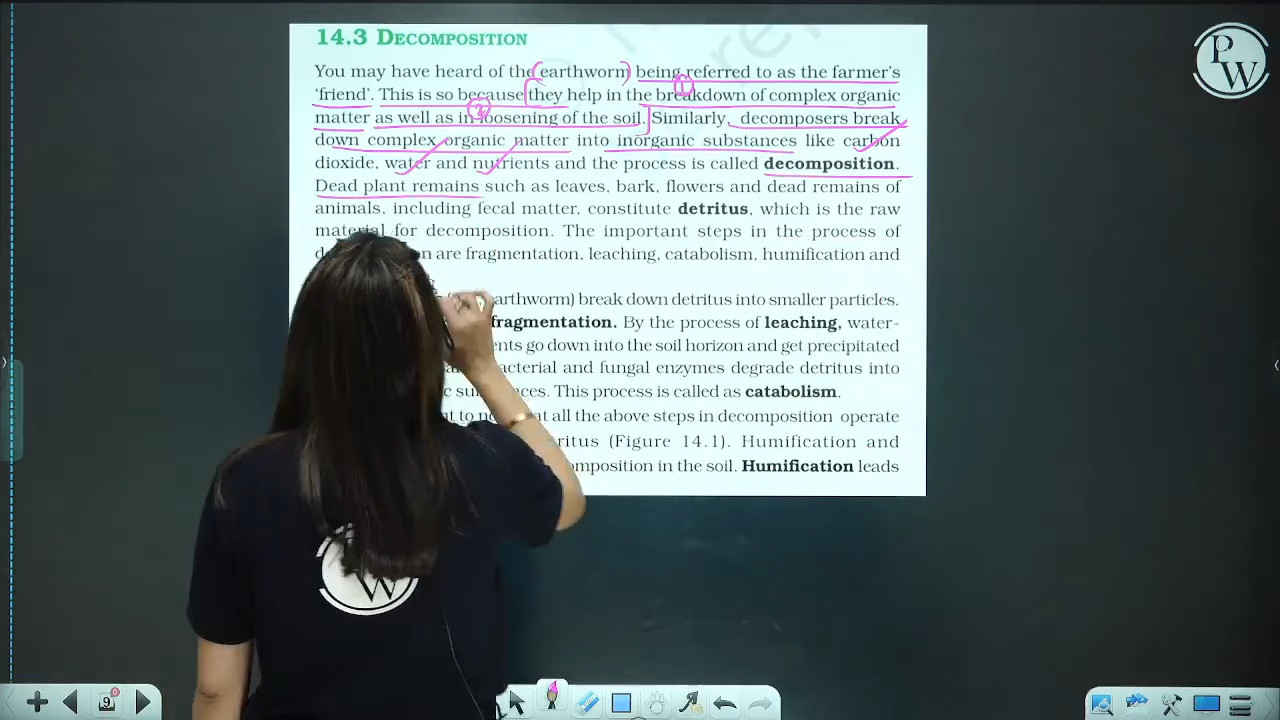 14.3 DECOMPOSITION
You may have heard of the earthworm being referred to as the farmer's
'friend'. This is so because they help in the breakdown of complex organic
matter as well as in loosening of the soil. Similarly, decomposers break
down complex organic matter into inorganic substances like carbon
dioxide, water and nutrients and the process is called decomposition.
Dead plant remains such as leaves, bark, flowers and dead remains of
animals, including fecal matter, constitute detritus, which is the raw
material for decomposition. The important steps in the process of
are fragmentation, leaching, catabolism, humification and
earthworm) break down detritus into smaller particles.
fragmentation. By the process of leaching, water-
go down into the soil horizon and get precipitated
and fungal enzymes degrade detritus into
This process is called as catabolism.
all the above steps in decomposition operate
(Figure 14.1). Humification and
in the soil. Humification leads
1
2
PW
W
9